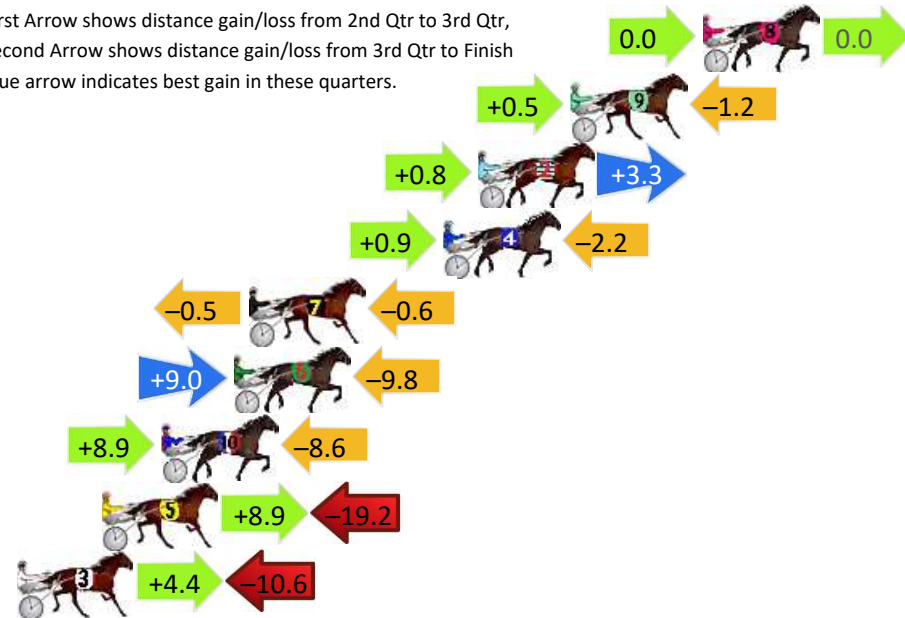 rst Arrow shows distance gain/loss from 2nd Qtr to 3rd Qtr,
econd Arrow shows distance gain/loss from 3rd Qtr to Finish
ue arrow indicates best gain in these quarters.
0.0 8 0.0
+0.5 9 –1.2
+0.8 2 +3.3
+0.9 4 –2.2
–0.5 7 –0.6
+9.0 6 –9.8
+8.9 10 –8.6
5 +8.9 –19.2
3 +4.4 –10.6